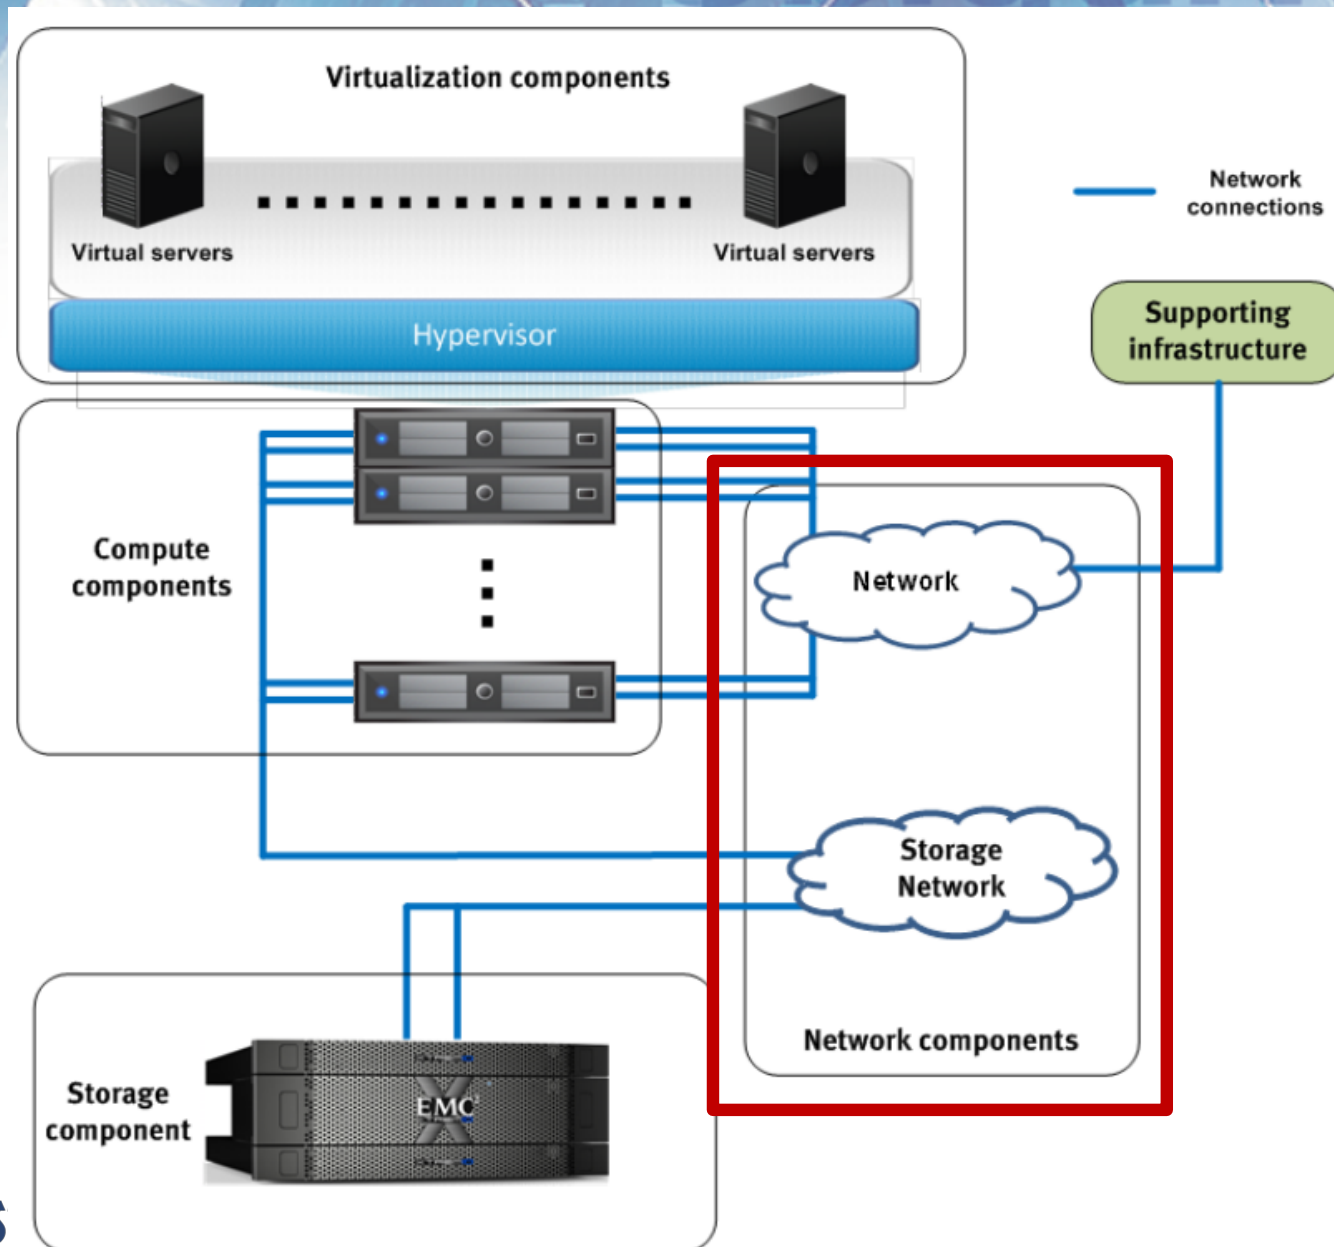 Virtualization components
Virtual servers
Virtual servers
Hypervisor
Network
connections
Supporting
infrastructure
Compute
components
Network
Storage
Network
Network components
Storage
component
EMC²
X
s